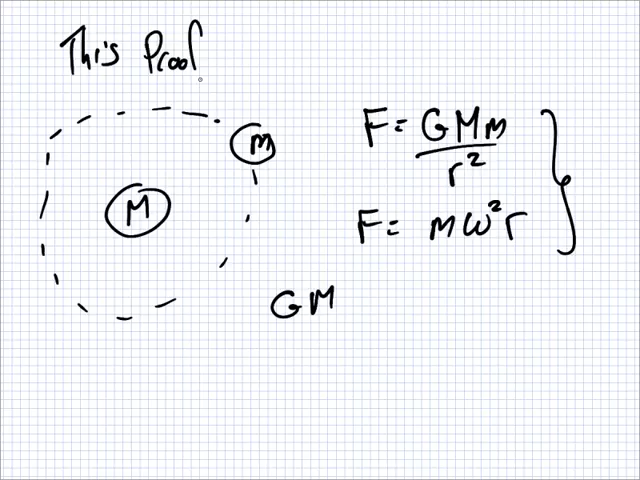 This Proof
M
m
F = GMm
r²
F = mω²r
GM